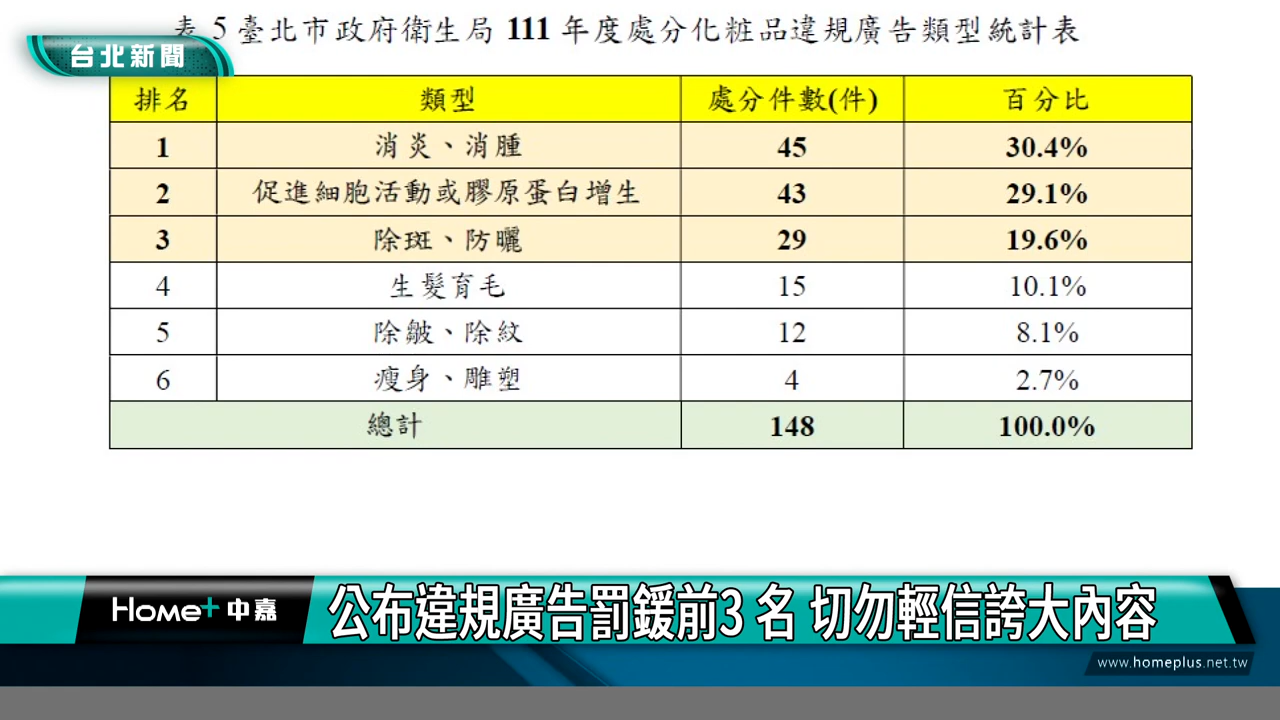 表 5 臺北市政府衛生局 111 年度處分化粧品違規廣告類型統計表
台北新聞
排名 類型 處分件數(件) 百分比
1 消炎、消腫 45 30.4%
2 促進細胞活動或膠原蛋白增生 43 29.1%
3 除斑、防曬 29 19.6%
4 生髮育毛 15 10.1%
5 除皺、除紋 12 8.1%
6 瘦身、雕塑 4 2.7%
總計 148 100.0%
Home+中嘉 公布違規廣告罰鍰前3 名 切勿輕信誇大內容
www.homeplus.net.tw